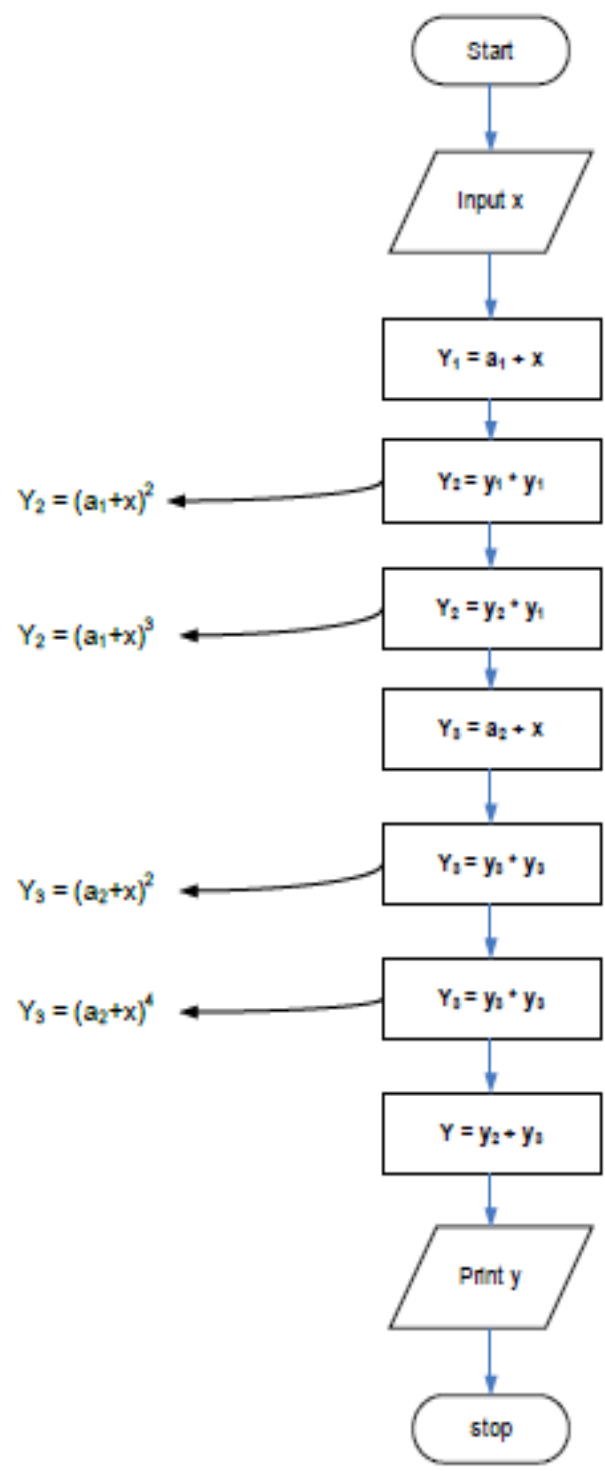 Start
Input x
Y₁ = a₁ + x
Y₂ = y₁ * y₁
Y₂ = (a₁+x)²
Y₂ = y₂ * y₁
Y₂ = (a₁+x)³
Y₃ = a₂ + x
Y₃ = y₃ * y₃
Y₃ = (a₂+x)²
Y₃ = y₃ * y₃
Y₃ = (a₂+x)⁴
Y = y₂ + y₃
Print y
stop